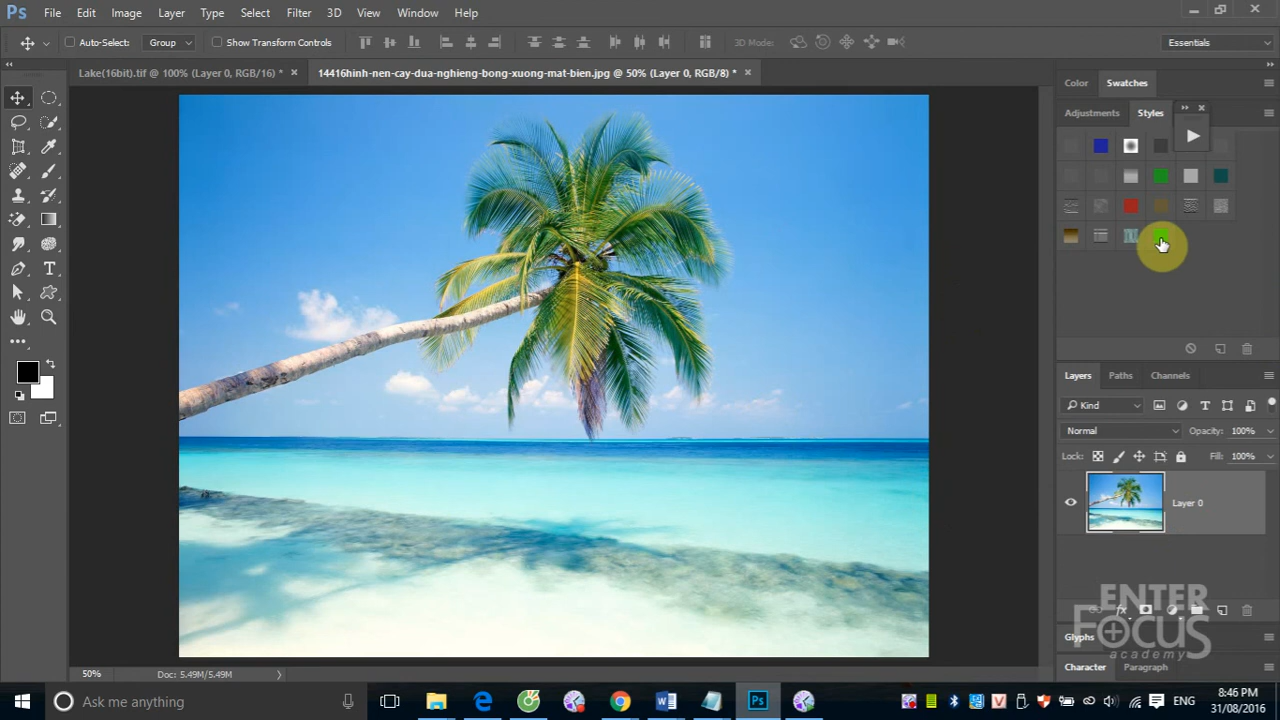 Ps File Edit Image Layer Type Select Filter 3D View Window Help
Auto-Select: Group Show Transform Controls 3D Mode: Essentials
Lake(16bit).tif @ 100% (Layer 0, RGB/16) * × 14416hinh-nen-cay-dua-nghieng-bong-xuong-mat-bien.jpg @ 50% (Layer 0, RGB/8) * ×
Color Swatches
Adjustments Styles
Layers Paths Channels
Kind
Normal Opacity: 100%
Lock: Fill: 100%
Layer 0
ENTER
FOCUS
academy
Glyphs
Character Paragraph
50% Doc: 5.49M/5.49M
Ask me anything
ENG
8:46 PM
31/08/2016